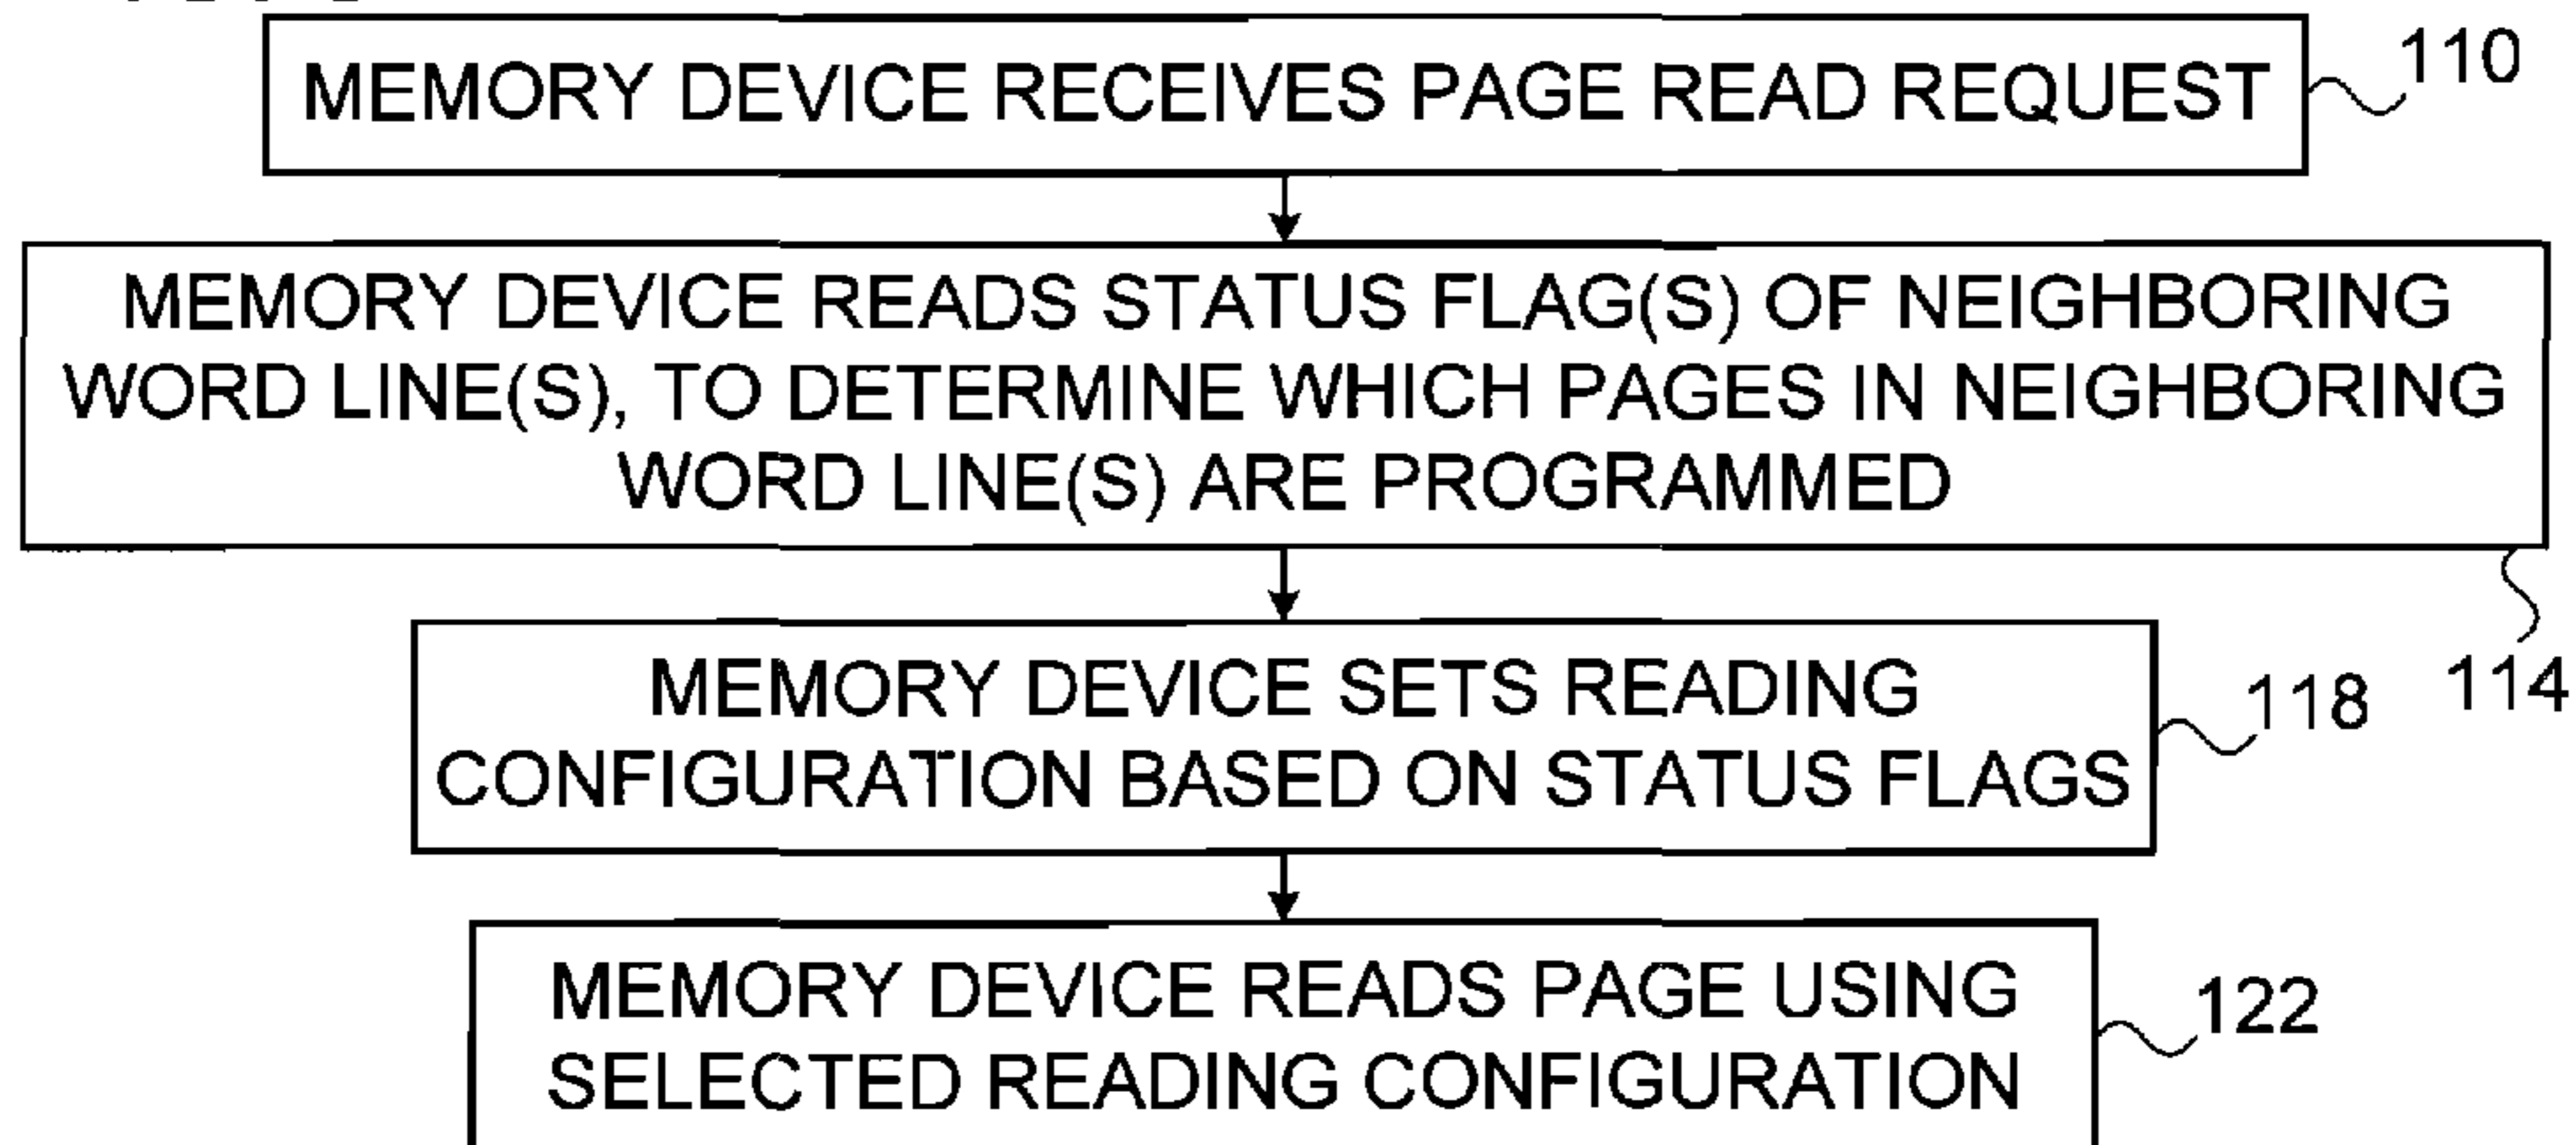 MEMORY DEVICE RECEIVES PAGE READ REQUEST
110
MEMORY DEVICE READS STATUS FLAG(S) OF NEIGHBORING
WORD LINE(S), TO DETERMINE WHICH PAGES IN NEIGHBORING
WORD LINE(S) ARE PROGRAMMED
114
MEMORY DEVICE SETS READING
CONFIGURATION BASED ON STATUS FLAGS
118
MEMORY DEVICE READS PAGE USING
SELECTED READING CONFIGURATION
122